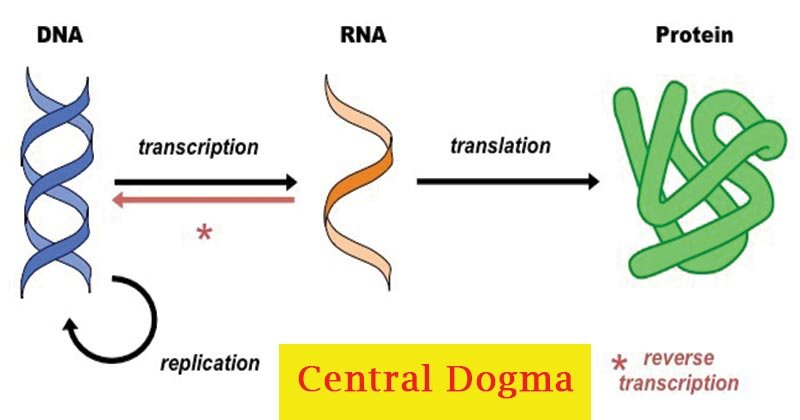 DNA
RNA
Protein
transcription
translation
*
replication
Central Dogma
* reverse
transcription